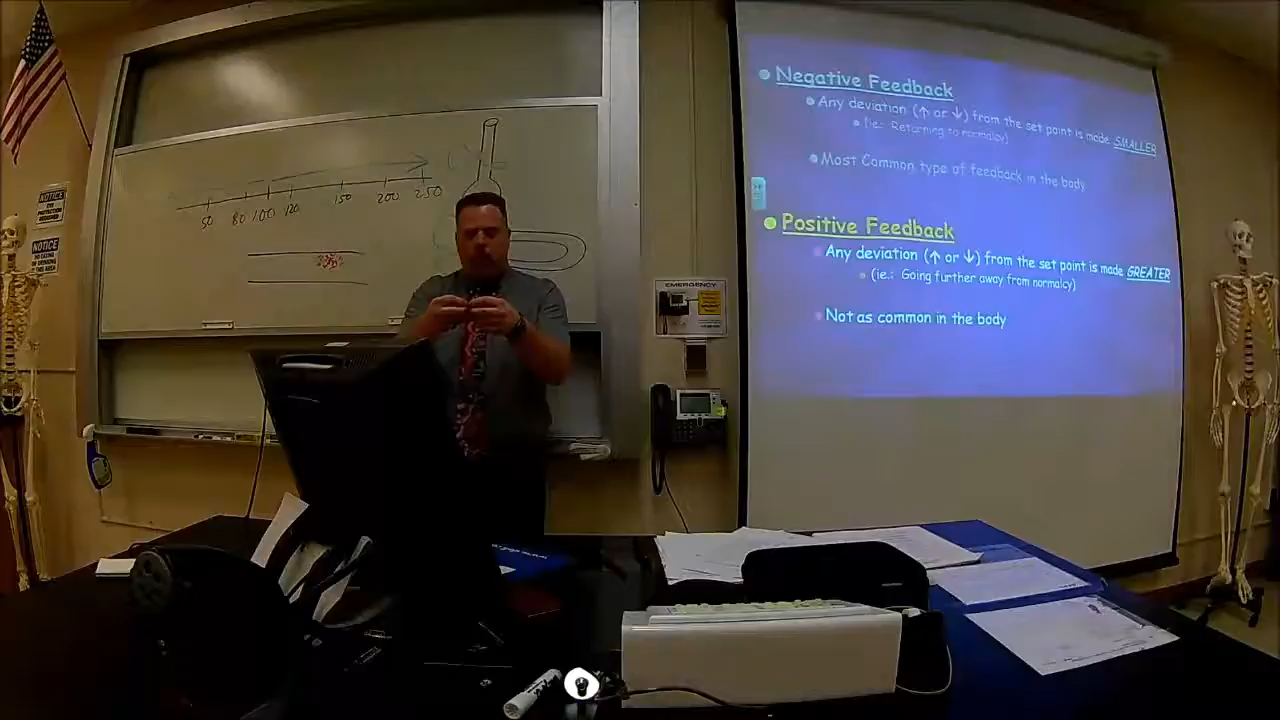 NOTICE
NOTICE
50 80 100 120 150 200 250
EMERGENCY
Negative Feedback
Any deviation (↑ or ↓) from the set point is made SMALLER
(ie.: Returning to normalcy)
Most Common type of feedback in the body
Positive Feedback
Any deviation (↑ or ↓) from the set point is made GREATER
(ie.: Going further away from normalcy)
Not as common in the body